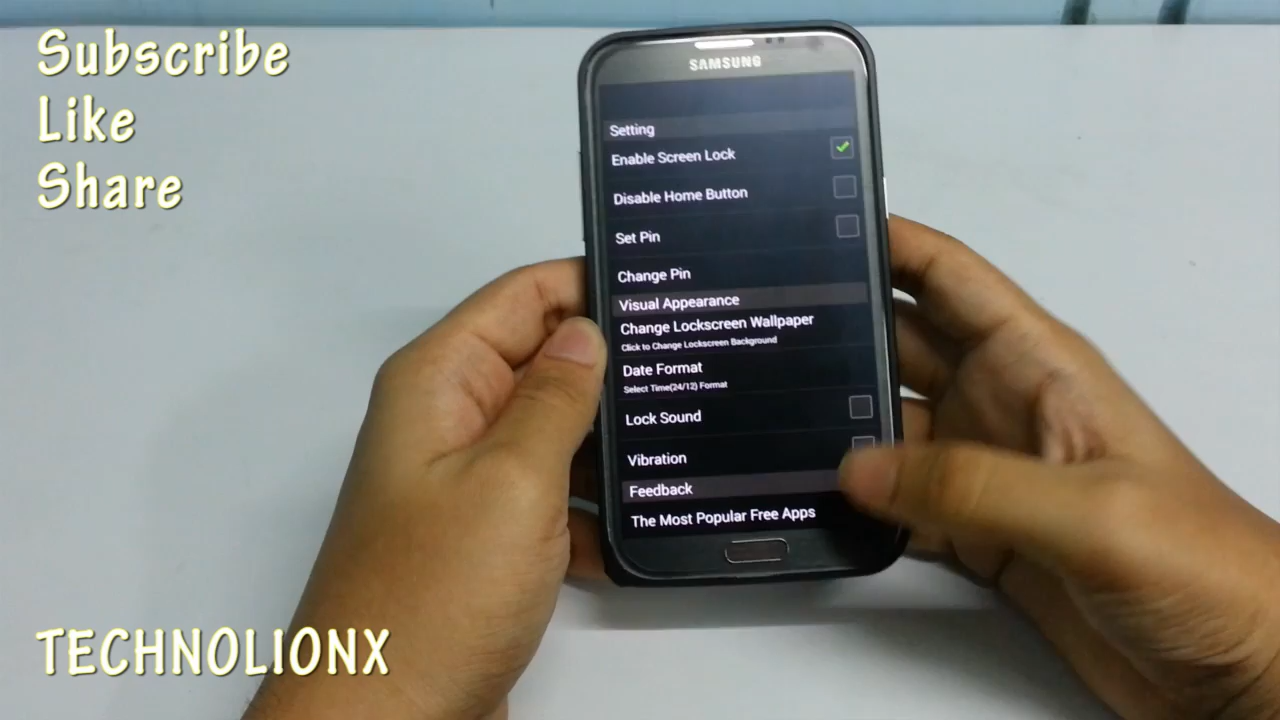 Subscribe
Like
Share
SAMSUNG
Setting
Enable Screen Lock
Disable Home Button
Set Pin
Change Pin
Visual Appearance
Change Lockscreen Wallpaper
Click to Change Lockscreen Background
Date Format
Select Time(24/12) Format
Lock Sound
Vibration
Feedback
The Most Popular Free Apps
TECHNOLIONX